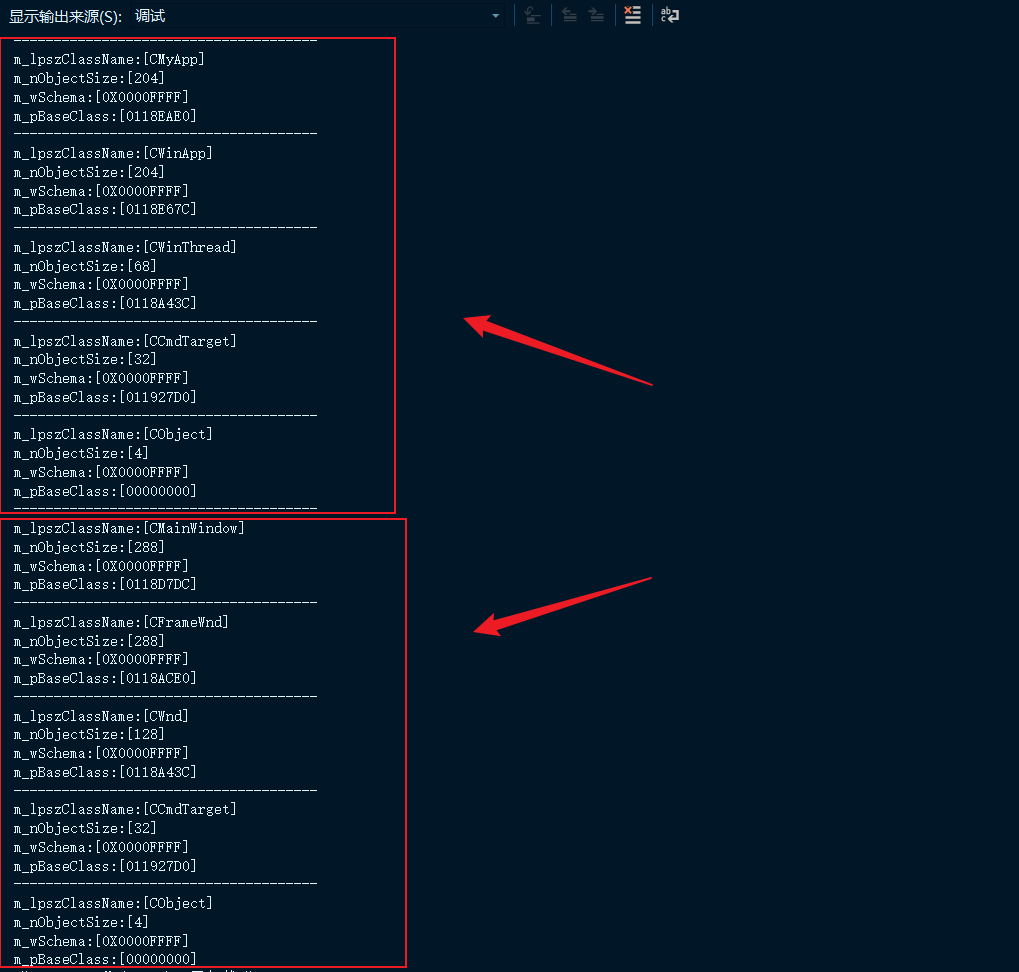 显示输出来源(S): 调试
--------------------------------------
m_lpszClassName:[CMyApp]
m_nObjectSize:[204]
m_wSchema:[0X0000FFFF]
m_pBaseClass:[0118EAE0]
--------------------------------------
m_lpszClassName:[CWinApp]
m_nObjectSize:[204]
m_wSchema:[0X0000FFFF]
m_pBaseClass:[0118E67C]
--------------------------------------
m_lpszClassName:[CWinThread]
m_nObjectSize:[68]
m_wSchema:[0X0000FFFF]
m_pBaseClass:[0118A43C]
--------------------------------------
m_lpszClassName:[CCmdTarget]
m_nObjectSize:[32]
m_wSchema:[0X0000FFFF]
m_pBaseClass:[011927D0]
--------------------------------------
m_lpszClassName:[CObject]
m_nObjectSize:[4]
m_wSchema:[0X0000FFFF]
m_pBaseClass:[00000000]
--------------------------------------
m_lpszClassName:[CMainWindow]
m_nObjectSize:[288]
m_wSchema:[0X0000FFFF]
m_pBaseClass:[0118D7DC]
--------------------------------------
m_lpszClassName:[CFrameWnd]
m_nObjectSize:[288]
m_wSchema:[0X0000FFFF]
m_pBaseClass:[0118ACE0]
--------------------------------------
m_lpszClassName:[CWnd]
m_nObjectSize:[128]
m_wSchema:[0X0000FFFF]
m_pBaseClass:[0118A43C]
--------------------------------------
m_lpszClassName:[CCmdTarget]
m_nObjectSize:[32]
m_wSchema:[0X0000FFFF]
m_pBaseClass:[011927D0]
--------------------------------------
m_lpszClassName:[CObject]
m_nObjectSize:[4]
m_wSchema:[0X0000FFFF]
m_pBaseClass:[00000000]